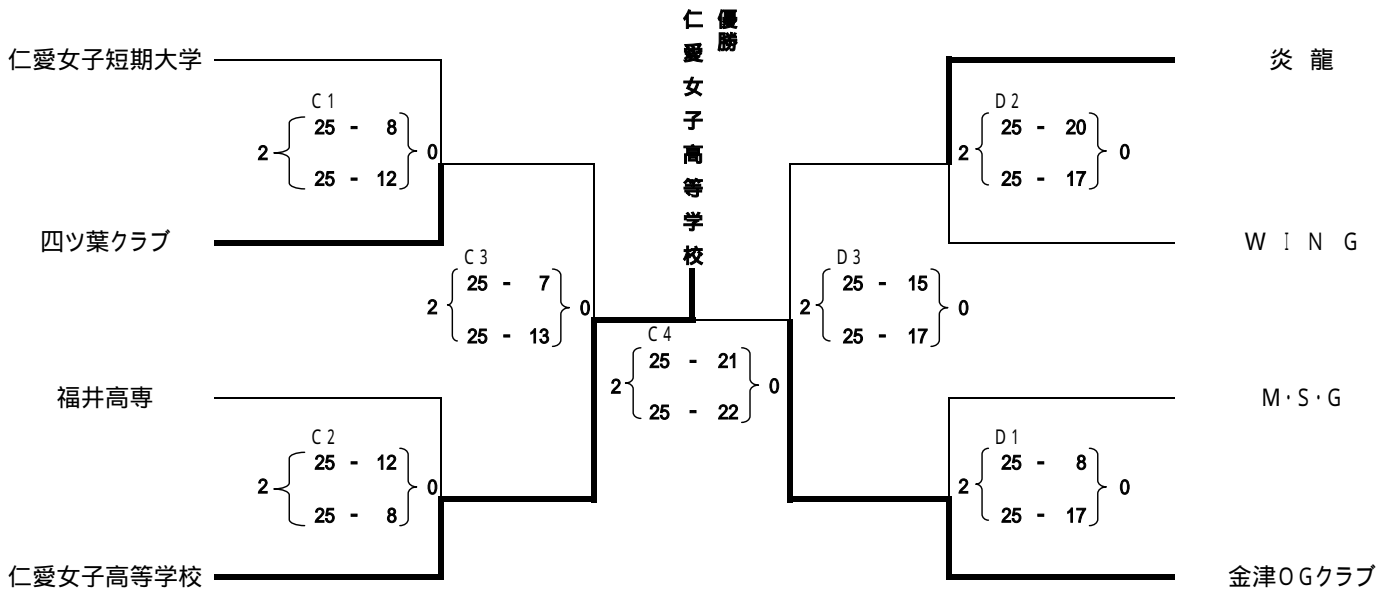 優勝
仁愛女子高等学校
仁愛女子短期大学
C1
2 25 - 8 0
25 - 12
四ツ葉クラブ
C3
2 25 - 7 0
25 - 13
福井高専
C2
2 25 - 12 0
25 - 8
仁愛女子高等学校
C4
2 25 - 21 0
25 - 22
炎 龍
D2
2 25 - 20 0
25 - 17
W I N G
D3
2 25 - 15 0
25 - 17
M・S・G
D1
2 25 - 8 0
25 - 17
金津OGクラブ